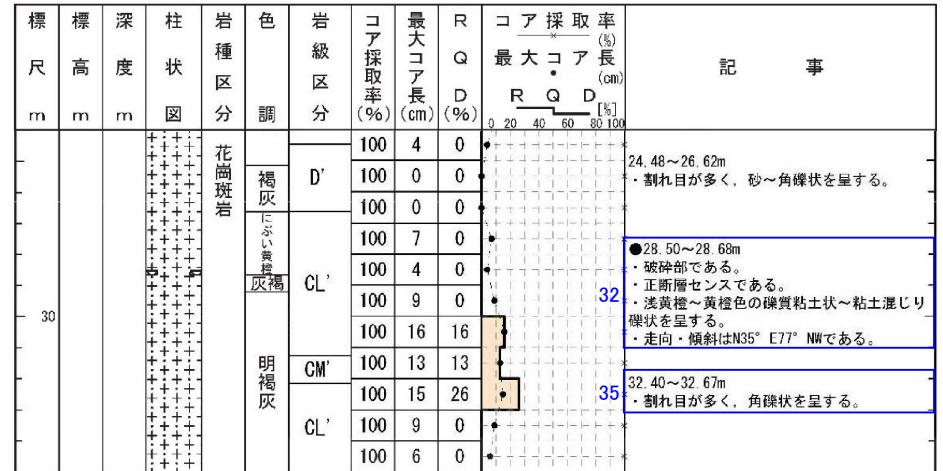 標尺 m
標高 m
深度 m
柱状図
岩種区分
色調
岩級区分
コア採取率(%)
最大コア長(cm)
RQD(%)
コア採取率(%)
最大コア長(cm)
RQD[%]
0 20 40 60 80 100
記事
花崗斑岩
褐灰
にぶい黄橙
灰褐
明褐灰
D'
CL'
CM'
CL'
30
100 4 0
100 0 0
100 0 0
100 7 0
100 4 0
100 9 0
100 16 16
100 13 13
100 15 26
100 9 0
100 6 0
24.48～26.62m
・割れ目が多く，砂～角礫状を呈する。
32
●28.50～28.68m
・破砕部である。
・正断層センスである。
・浅黄橙～黄橙色の礫質粘土状～粘土混じり
礫状を呈する。
・走向・傾斜はN35°E77°NWである。
35
32.40～32.67m
・割れ目が多く，角礫状を呈する。